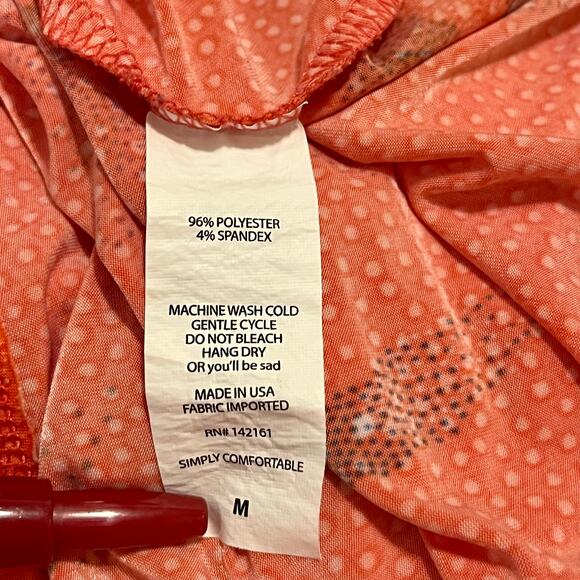 96% POLYESTER
4% SPANDEX
MACHINE WASH COLD
GENTLE CYCLE
DO NOT BLEACH
HANG DRY
OR you'll be sad
MADE IN USA
FABRIC IMPORTED
RN# 142161
SIMPLY COMFORTABLE
M